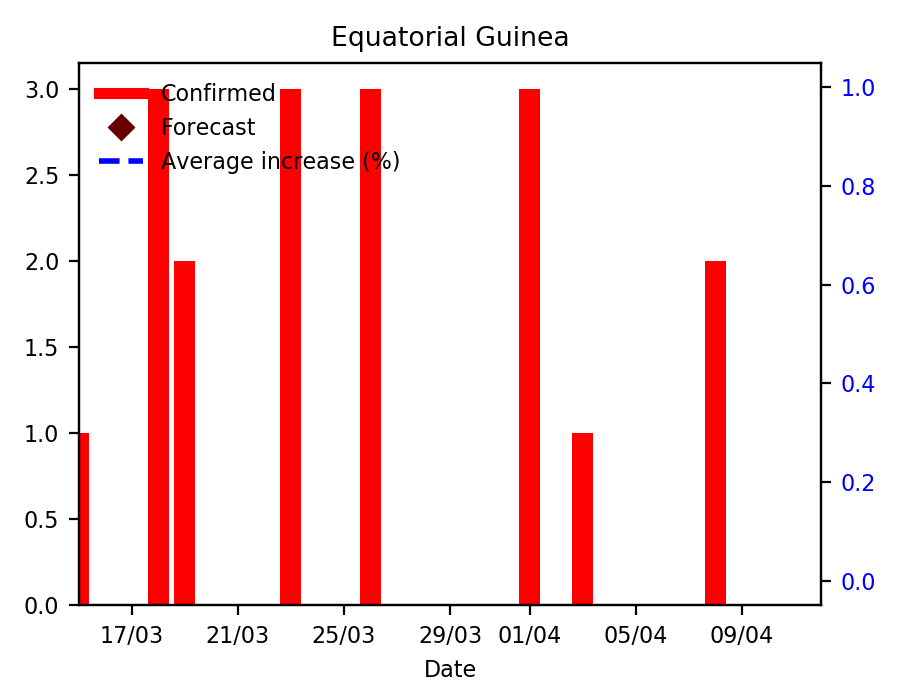 Equatorial Guinea
Confirmed
Forecast
Average increase (%)
3.0
2.5
2.0
1.5
1.0
0.5
0.0
1.0
0.8
0.6
0.4
0.2
0.0
17/03 21/03 25/03 29/03 01/04 05/04 09/04
Date